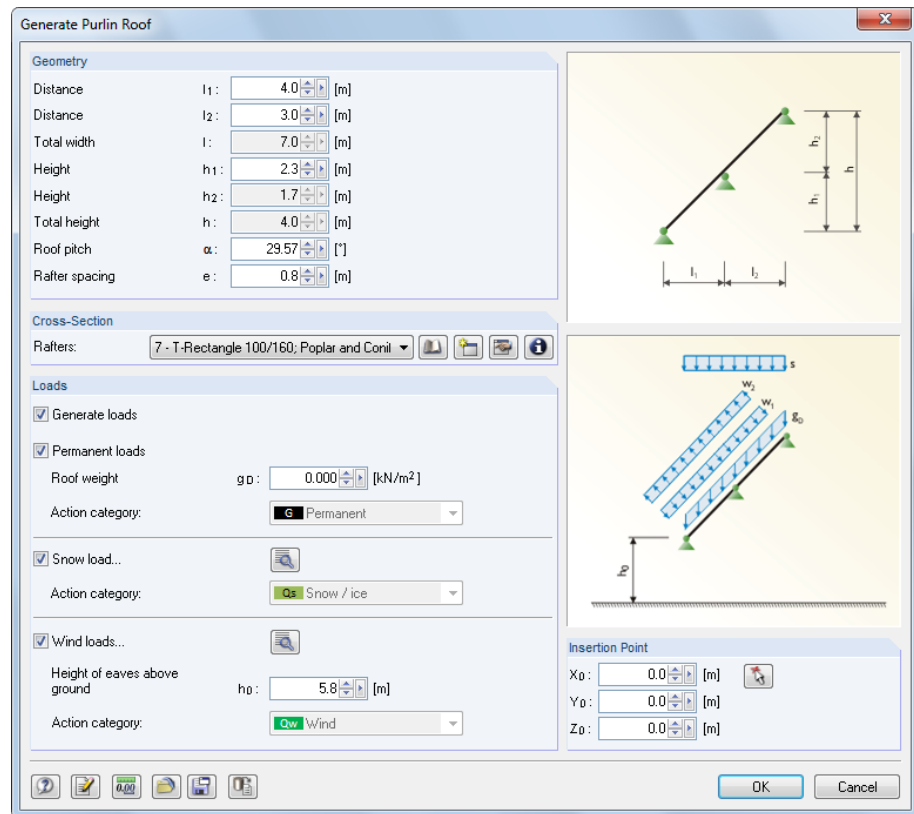 Generate Purlin Roof
Geometry
Distance l1 : 4.0 [m]
Distance l2 : 3.0 [m]
Total width l: 7.0 [m]
Height h1 : 2.3 [m]
Height h2 : 1.7 [m]
Total height h : 4.0 [m]
Roof pitch α : 29.57 [°]
Rafter spacing e : 0.8 [m]
h2
h
h1
l1 l2
Cross-Section
Rafters: 7 - T-Rectangle 100/160; Poplar and Conil
Loads
Generate loads
Permanent loads
Roof weight g D : 0.000 [kN/m²]
Action category: G Permanent
Snow load...
Action category: Qs Snow / ice
Wind loads...
Height of eaves above
ground h0 : 5.8 [m]
Action category: Qw Wind
s
w2
w1
gD
h0
Insertion Point
X0 : 0.0 [m]
Y0 : 0.0 [m]
Z0 : 0.0 [m]
0.00
OK Cancel